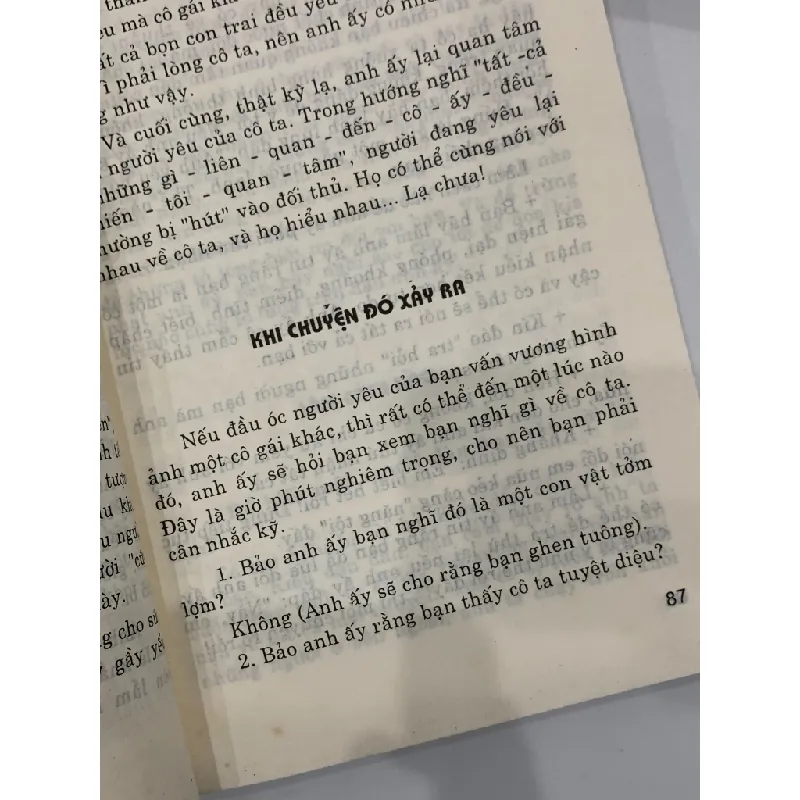 ều mà cô gái
ất cả bọn con trai đều yêu
ì phải lòng cô ta, nên anh ấy có
g như vậy.
Và cuối cùng, thật kỳ lạ, anh ấy lại quan tâm
người yêu của cô ta. Trong hướng nghĩ "tất -cả
những gì - liên - quan - đến - cô - ấy - đều -
hiến - tôi - quan - tâm", người đang yêu lại
hường bị "hút" vào đối thủ. Họ có thể cùng nói với
nhau về cô ta, và họ hiểu nhau... Lạ chưa!
KHI CHUYỆN ĐÓ XẢY RA
Nếu đầu óc người yêu của bạn vấn vương hình
ảnh một cô gái khác, thì rất có thể đến một lúc nào
đó, anh ấy sẽ hỏi bạn xem bạn nghĩ gì về cô ta.
Đây là giờ phút nghiêm trọng, cho nên bạn phải
cân nhắc kỹ.
1. Bảo anh ấy bạn nghĩ đó là một con vật tởm
lợm?
Không (Anh ấy sẽ cho rằng bạn ghen tuông).
2. Bảo anh ấy rằng bạn thấy cô ta tuyệt diệu?
87